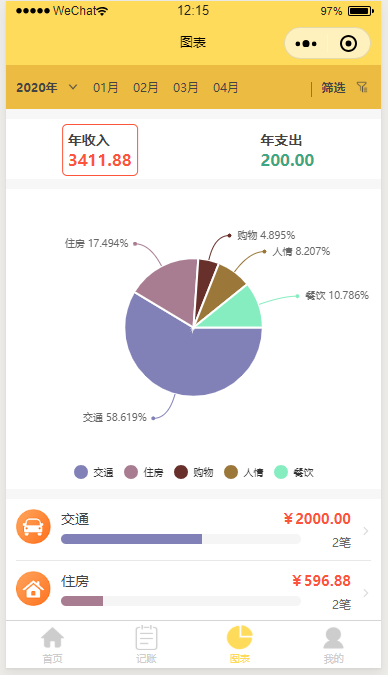 WeChat 12:15 97%
图表
2020年 01月 02月 03月 04月 筛选
年收入 年支出
3411.88 200.00
购物 4.895%
住房 17.494%
人情 8.207%
餐饮 10.786%
交通 58.619%
交通 住房 购物 人情 餐饮
交通 ¥2000.00
2笔
住房 ¥596.88
2笔
首页 记账 图表 我的